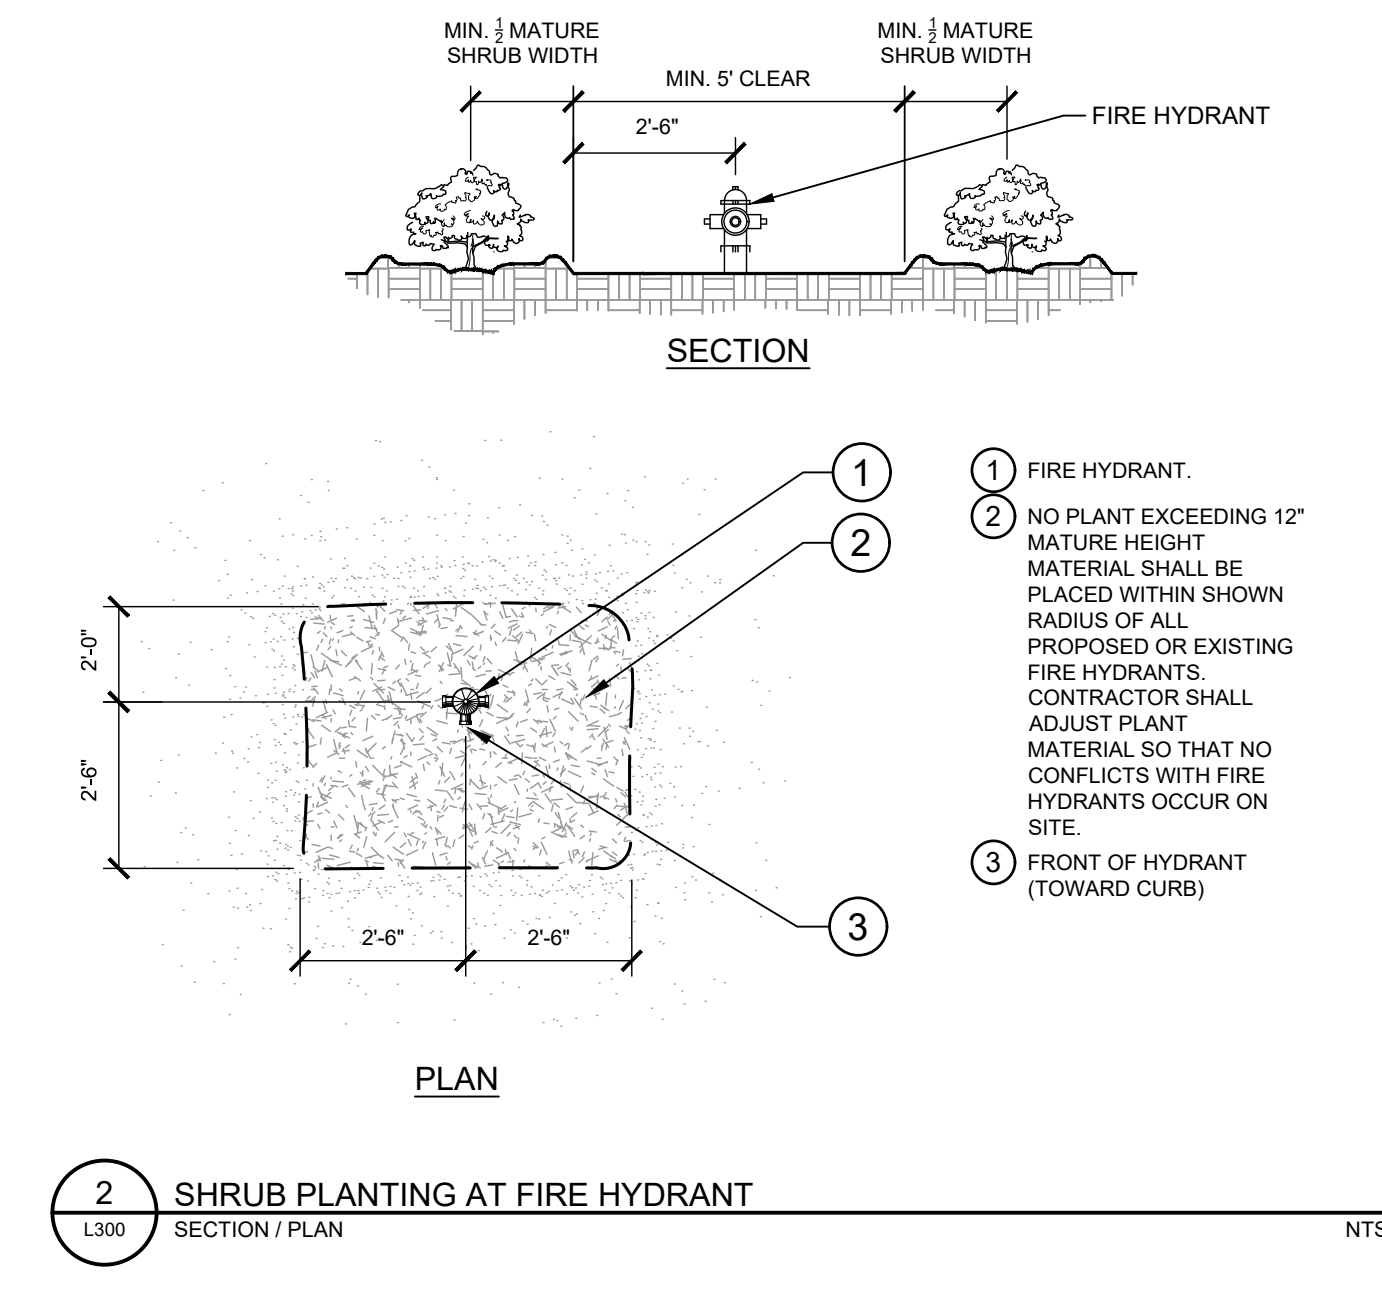 MIN. 1/2 MATURE
SHRUB WIDTH
MIN. 1/2 MATURE
SHRUB WIDTH
MIN. 5' CLEAR
2'-6"
FIRE HYDRANT
SECTION
1
2
3
2'-0"
2'-6"
2'-6"
2'-6"
1 FIRE HYDRANT.
2 NO PLANT EXCEEDING 12"
MATURE HEIGHT
MATERIAL SHALL BE
PLACED WITHIN SHOWN
RADIUS OF ALL
PROPOSED OR EXISTING
FIRE HYDRANTS.
CONTRACTOR SHALL
ADJUST PLANT
MATERIAL SO THAT NO
CONFLICTS WITH FIRE
HYDRANTS OCCUR ON
SITE.
3 FRONT OF HYDRANT
(TOWARD CURB)
PLAN
2
L300
SHRUB PLANTING AT FIRE HYDRANT
SECTION / PLAN
NTS